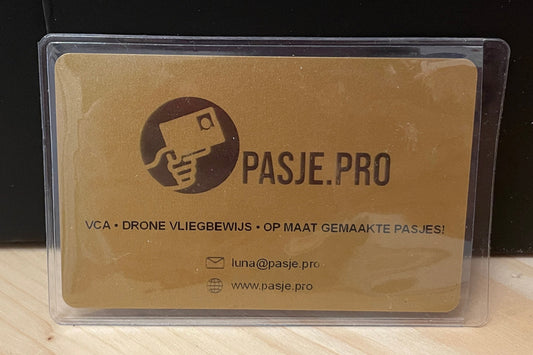 PASJE.PRO
VCA • DRONE VLIEGBEWIJS • OP MAAT GEMAAKTE PASJES!
luna@pasje.pro
www.pasje.pro